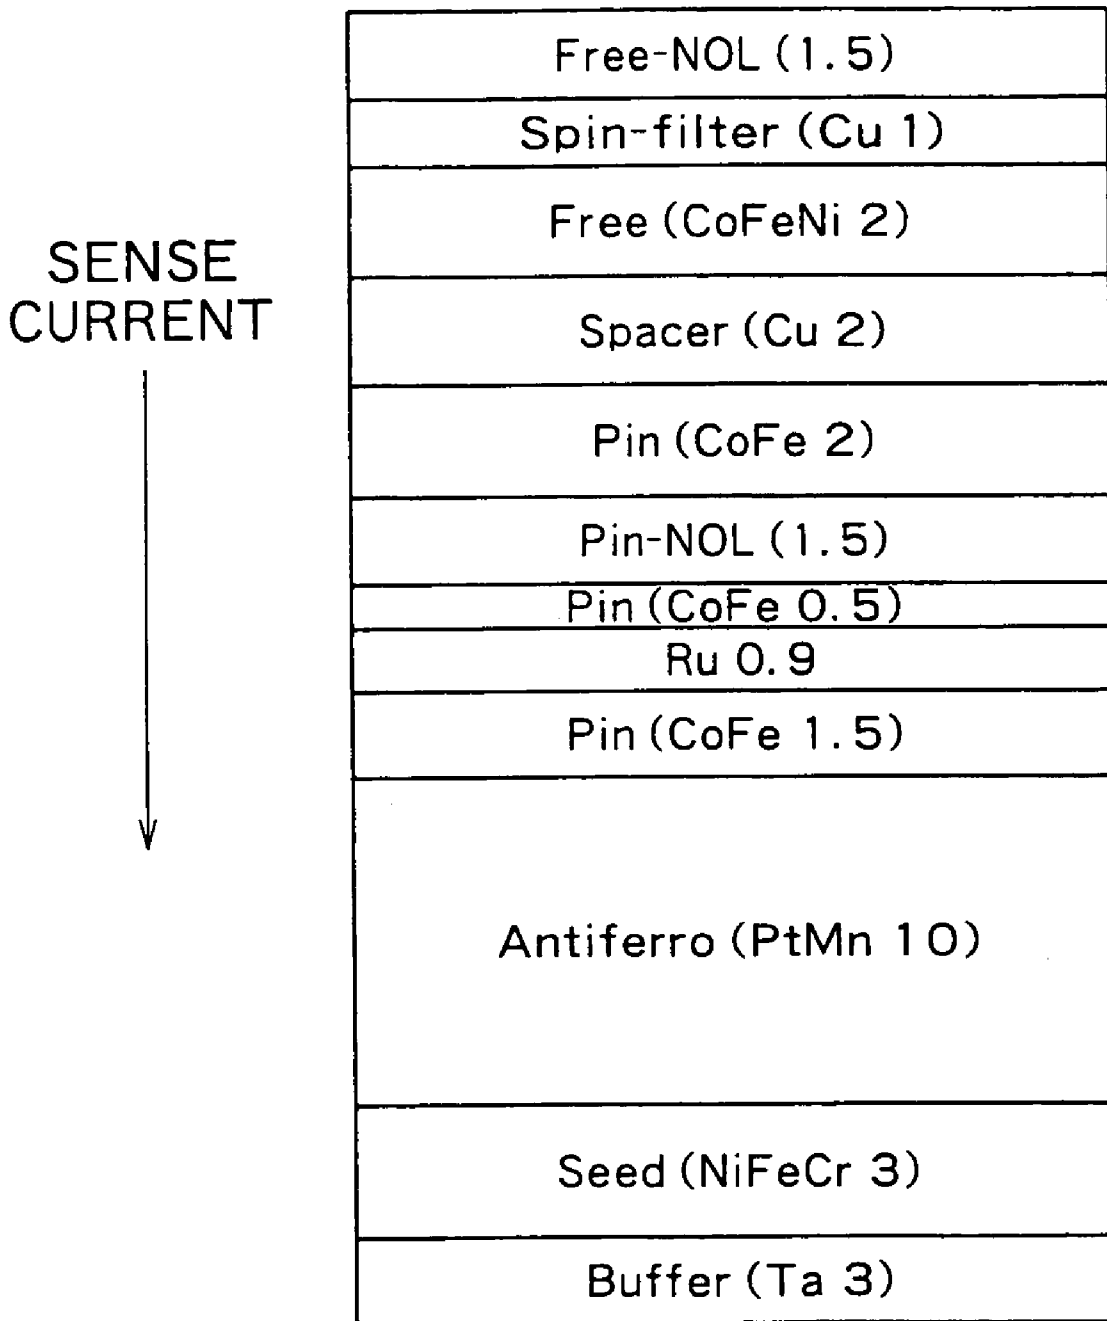 Free-NOL (1.5)
Spin-filter (Cu 1)
Free (CoFeNi 2)
SENSE
CURRENT
Spacer (Cu 2)
Pin (CoFe 2)
Pin-NOL (1.5)
Pin (CoFe 0.5)
Ru 0.9
Pin (CoFe 1.5)
Antiferro (PtMn 10)
Seed (NiFeCr 3)
Buffer (Ta 3)